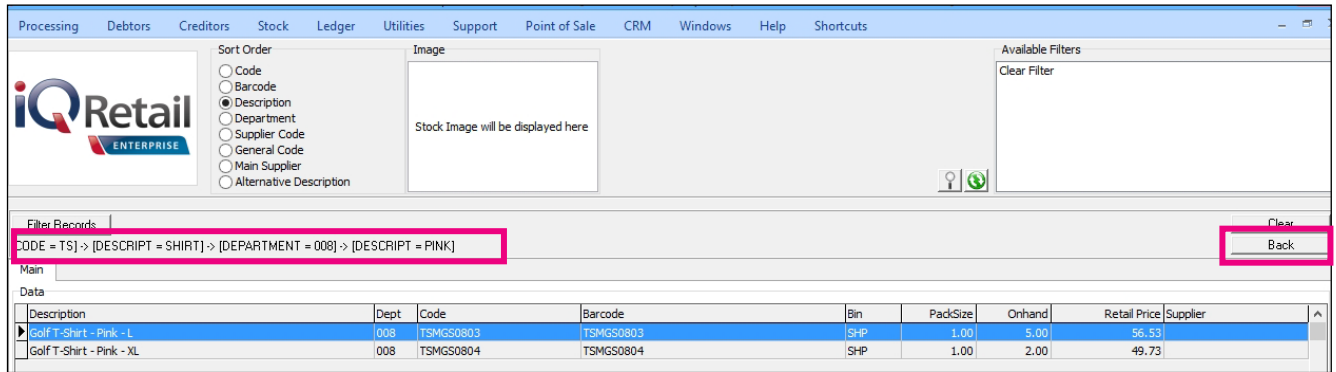 Processing Debtors Creditors Stock Ledger Utilities Support Point of Sale CRM Windows Help Shortcuts
iQ Retail
ENTERPRISE
Sort Order
Code
Barcode
Description
Department
Supplier Code
General Code
Main Supplier
Alternative Description
Image
Stock Image will be displayed here
Available Filters
Clear Filter
Filter Records
Clear
CODE = TS] -> [DESCRIPT = SHIRT] -> [DEPARTMENT = 008] -> [DESCRIPT = PINK]
Back
Main
Data
Description Dept Code Barcode Bin PackSize Onhand Retail Price Supplier
Golf T-Shirt - Pink - L 008 TSMGS0803 TSMGS0803 SHP 1.00 5.00 56.53
Golf T-Shirt - Pink - XL 008 TSMGS0804 TSMGS0804 SHP 1.00 2.00 49.73